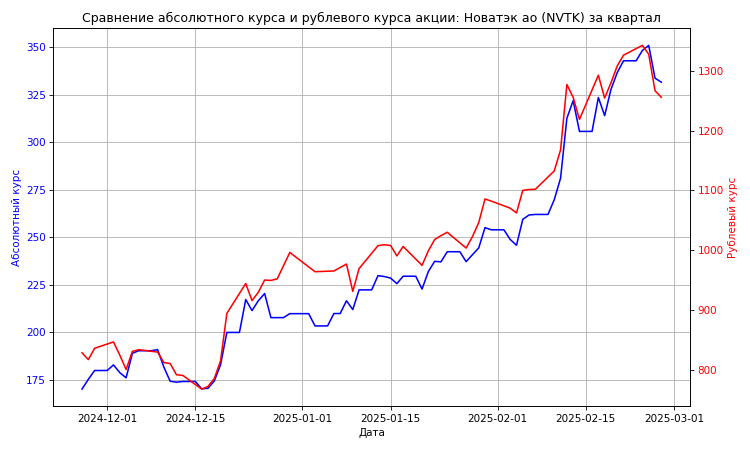 Сравнение абсолютного курса и рублевого курса акции: Новатэк ао (NVTK) за квартал
350
325
300
275
250
225
200
175
Абсолютный курс
1300
1200
1100
1000
900
800
Рублевый курс
2024-12-01 2024-12-15 2025-01-01 2025-01-15 2025-02-01 2025-02-15 2025-03-01
Дата